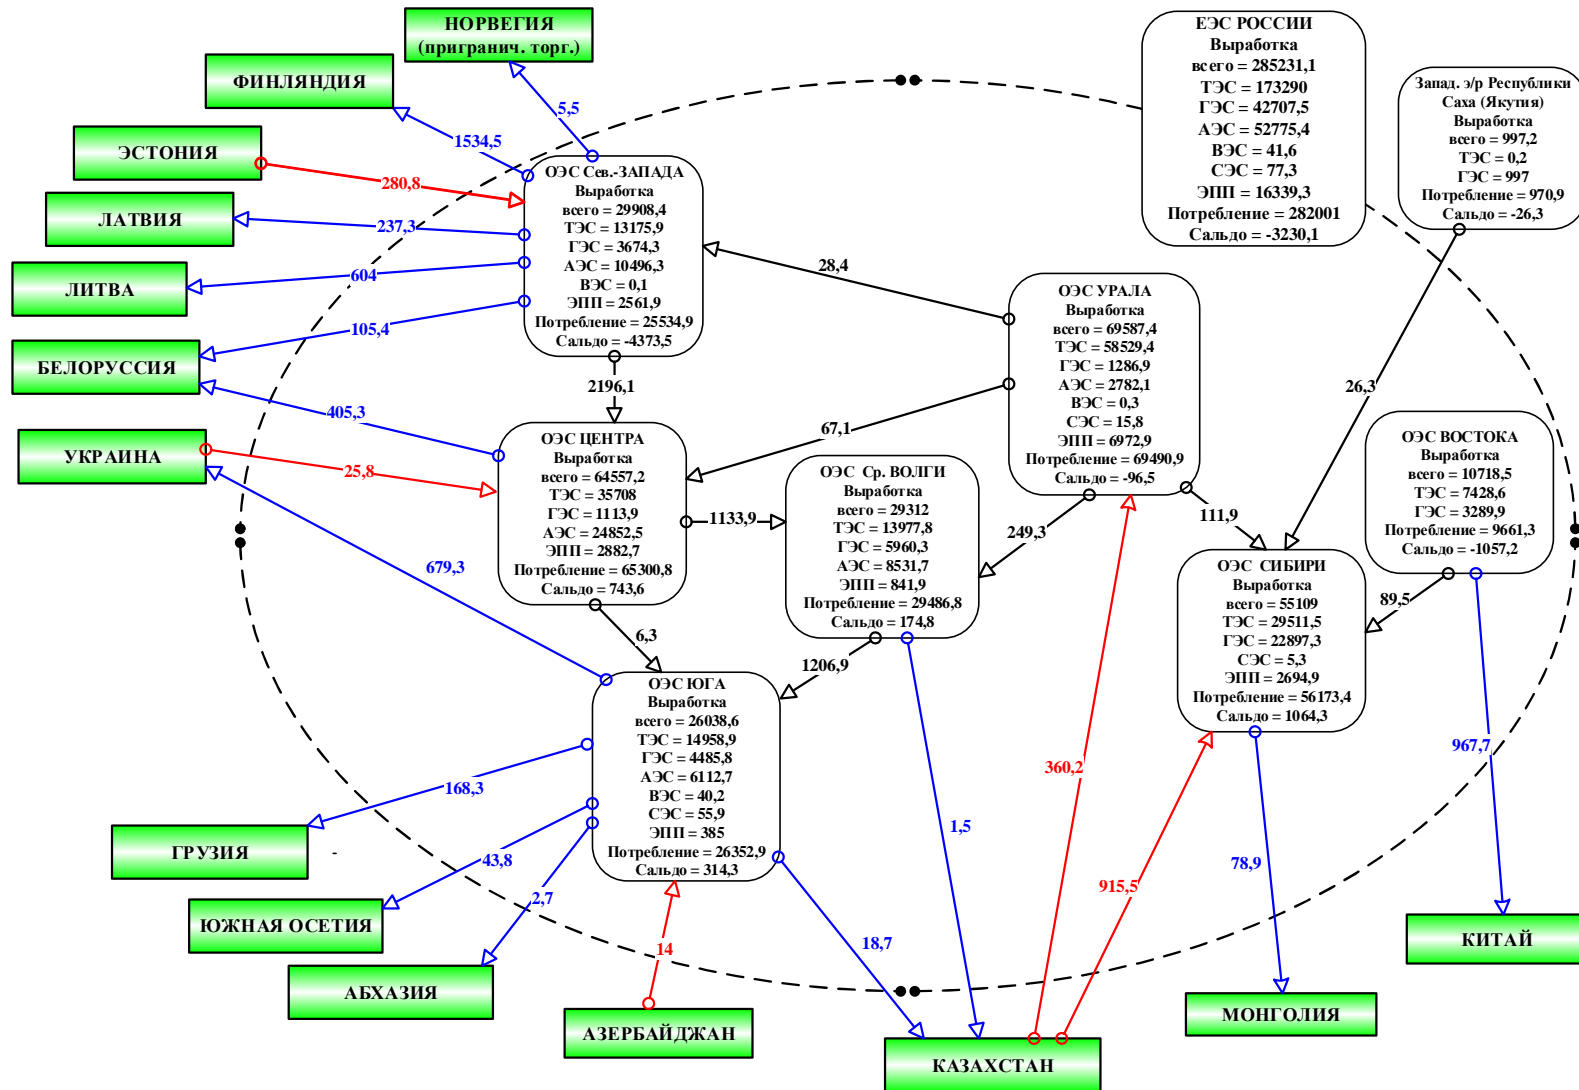 НОРВЕГИЯ
(пригранич. торг.)
ФИНЛЯНДИЯ
ЭСТОНИЯ
ЛАТВИЯ
ЛИТВА
БЕЛОРУССИЯ
УКРАИНА
ГРУЗИЯ
-
ЮЖНАЯ ОСЕТИЯ
АБХАЗИЯ
АЗЕРБАЙДЖАН
КАЗАХСТАН
МОНГОЛИЯ
КИТАЙ
5,5
1534,5
280,8
237,3
604
105,4
405,3
25,8
679,3
168,3
43,8
2,7
14
18,7
1,5
360,2
915,5
78,9
967,7
28,4
2196,1
67,1
1133,9
249,3
111,9
26,3
89,5
6,3
1206,9
ОЭС Сев.-ЗАПАДА
Выработка
всего = 29908,4
ТЭС = 13175,9
ГЭС = 3674,3
АЭС = 10496,3
ВЭС = 0,1
ЭПП = 2561,9
Потребление = 25534,9
Сальдо = -4373,5
ЕЭС РОССИИ
Выработка
всего = 285231,1
ТЭС = 173290
ГЭС = 42707,5
АЭС = 52775,4
ВЭС = 41,6
СЭС = 77,3
ЭПП = 16339,3
Потребление = 282001
Сальдо = -3230,1
Запад. э/р Республики
Саха (Якутия)
Выработка
всего = 997,2
ТЭС = 0,2
ГЭС = 997
Потребление = 970,9
Сальдо = -26,3
ОЭС УРАЛА
Выработка
всего = 69587,4
ТЭС = 58529,4
ГЭС = 1286,9
АЭС = 2782,1
ВЭС = 0,3
СЭС = 15,8
ЭПП = 6972,9
Потребление = 69490,9
Сальдо = -96,5
ОЭС ЦЕНТРА
Выработка
всего = 64557,2
ТЭС = 35708
ГЭС = 1113,9
АЭС = 24852,5
ЭПП = 2882,7
Потребление = 65300,8
Сальдо = 743,6
ОЭС Ср. ВОЛГИ
Выработка
всего = 29312
ТЭС = 13977,8
ГЭС = 5960,3
АЭС = 8531,7
ЭПП = 841,9
Потребление = 29486,8
Сальдо = 174,8
ОЭС ВОСТОКА
Выработка
всего = 10718,5
ТЭС = 7428,6
ГЭС = 3289,9
Потребление = 9661,3
Сальдо = -1057,2
ОЭС СИБИРИ
Выработка
всего = 55109
ТЭС = 29511,5
ГЭС = 22897,3
СЭС = 5,3
ЭПП = 2694,9
Потребление = 56173,4
Сальдо = 1064,3
ОЭС ЮГА
Выработка
всего = 26038,6
ТЭС = 14958,9
ГЭС = 4485,8
АЭС = 6112,7
ВЭС = 40,2
СЭС = 55,9
ЭПП = 385
Потребление = 26352,9
Сальдо = 314,3